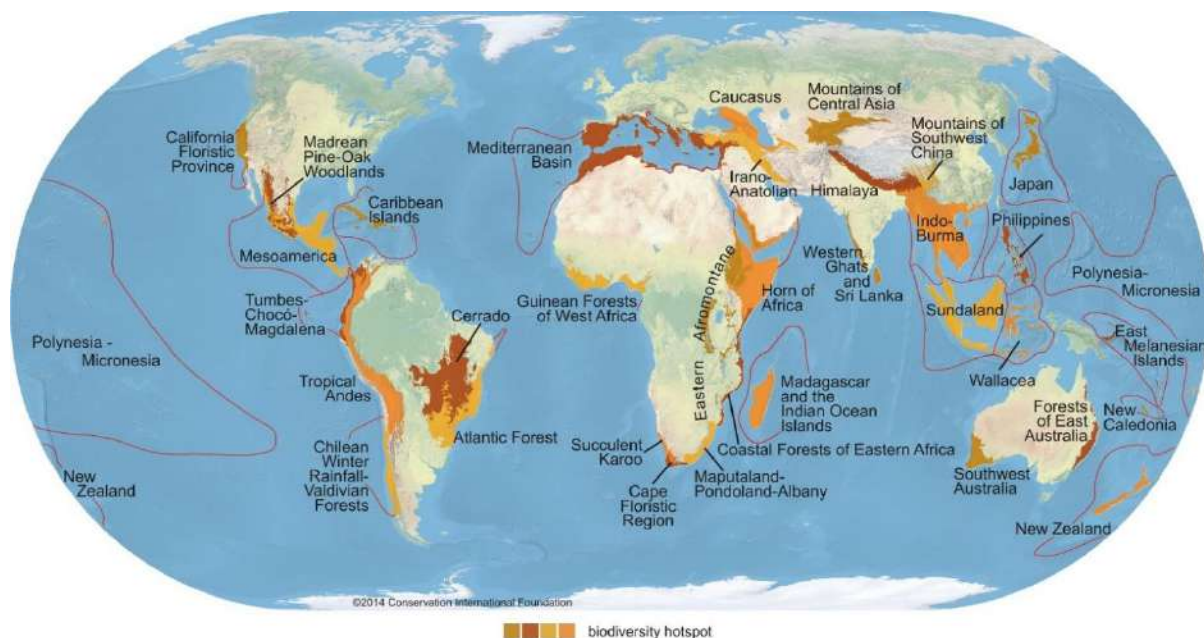 Caucasus
Mountains of
Central Asia
California
Floristic
Province
Madrean
Pine-Oak
Woodlands
Mediterranean
Basin
Mountains of
Southwest
China
Irano-
Anatolian
Himalaya
Japan
Caribbean
Islands
Indo-
Burma
Philippines
Mesoamerica
Western
Ghats
and
Sri Lanka
Polynesia-
Micronesia
Tumbes-
Chocó-
Magdalena
Guinean Forests
of West Africa
Horn of
Africa
Cerrado
Eastern Afromontane
Sundaland
East
Melanesian
Islands
Polynesia -
Micronesia
Wallacea
Tropical
Andes
Madagascar
and the
Indian Ocean
Islands
Forests
of East
Australia
New
Caledonia
Atlantic Forest
Chilean
Winter
Rainfall-
Valdivian
Forests
Succulent
Karoo
Coastal Forests of Eastern Africa
Maputaland-
Pondoland-Albany
Southwest
Australia
New
Zealand
Cape
Floristic
Region
New Zealand
©2014 Conservation International Foundation
biodiversity hotspot